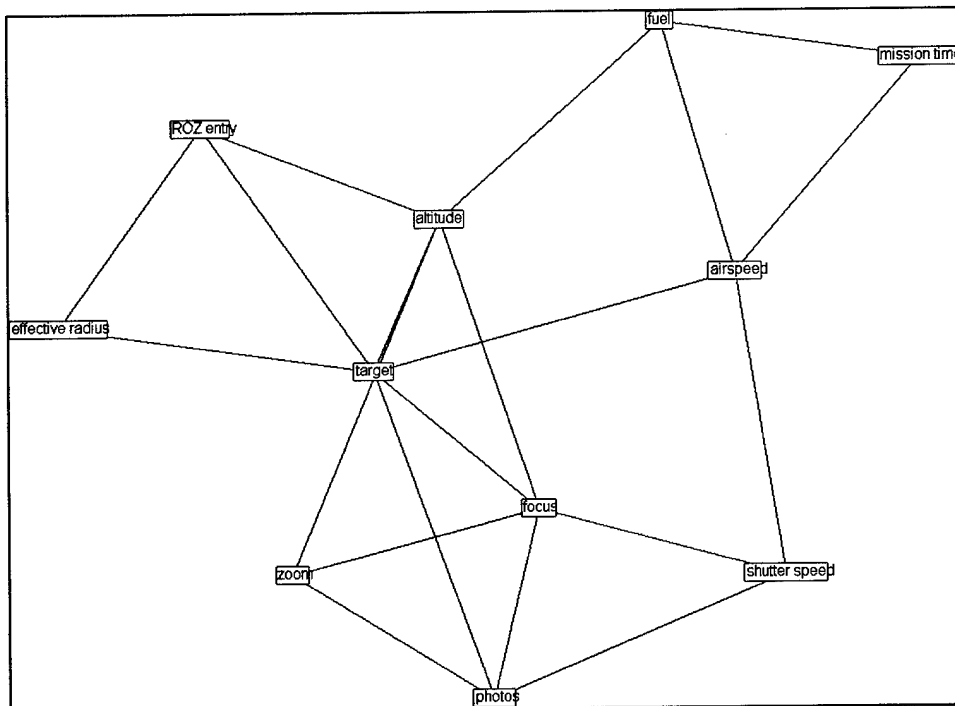 fuel
mission time
ROZ entry
altitude
airspeed
effective radius
target
focus
zoom
shutter speed
photos